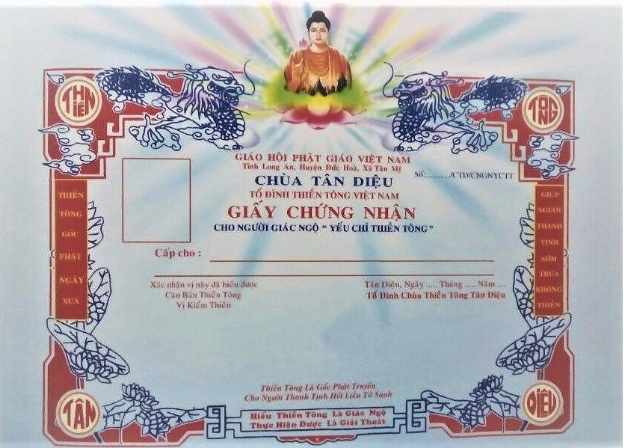 THIỀN
TÔNG
GIÁO HỘI PHẬT GIÁO VIỆT NAM
Tỉnh Long An, Huyện Đức Hoà, Xã Tân Mỹ
CHÙA TÂN DIỆU
Số:............/CTD/CNGNYCTT
TỔ ĐÌNH THIỀN TÔNG VIỆT NAM
GIẤY CHỨNG NHẬN
CHO NGƯỜI GIÁC NGỘ “ YẾU CHỈ THIỀN TÔNG ”
THIỀN
TÔNG
GỐC
PHẬT
NGÀY
XƯA
GIÚP
NGƯỜI
THANH
TỊNH
SỚM
TRƯA
KHÔNG
THIỀN
Cấp cho :
Xác nhận vị này đã hiểu được
Căn Bản Thiền Tông
Vị Kiểm Thiền
Tân Diệu, Ngày ..... Tháng ..... Năm .....
Tổ Đình Chùa Thiền Tông Tân Diệu
Thiền Tông Là Gốc Phật Truyền
Cho Người Thanh Tịnh Hết Liền Tử Sanh
Hiểu Thiền Tông Là Giác Ngộ
Thực Hiện Được Là Giải Thoát
TÂN
DIỆU